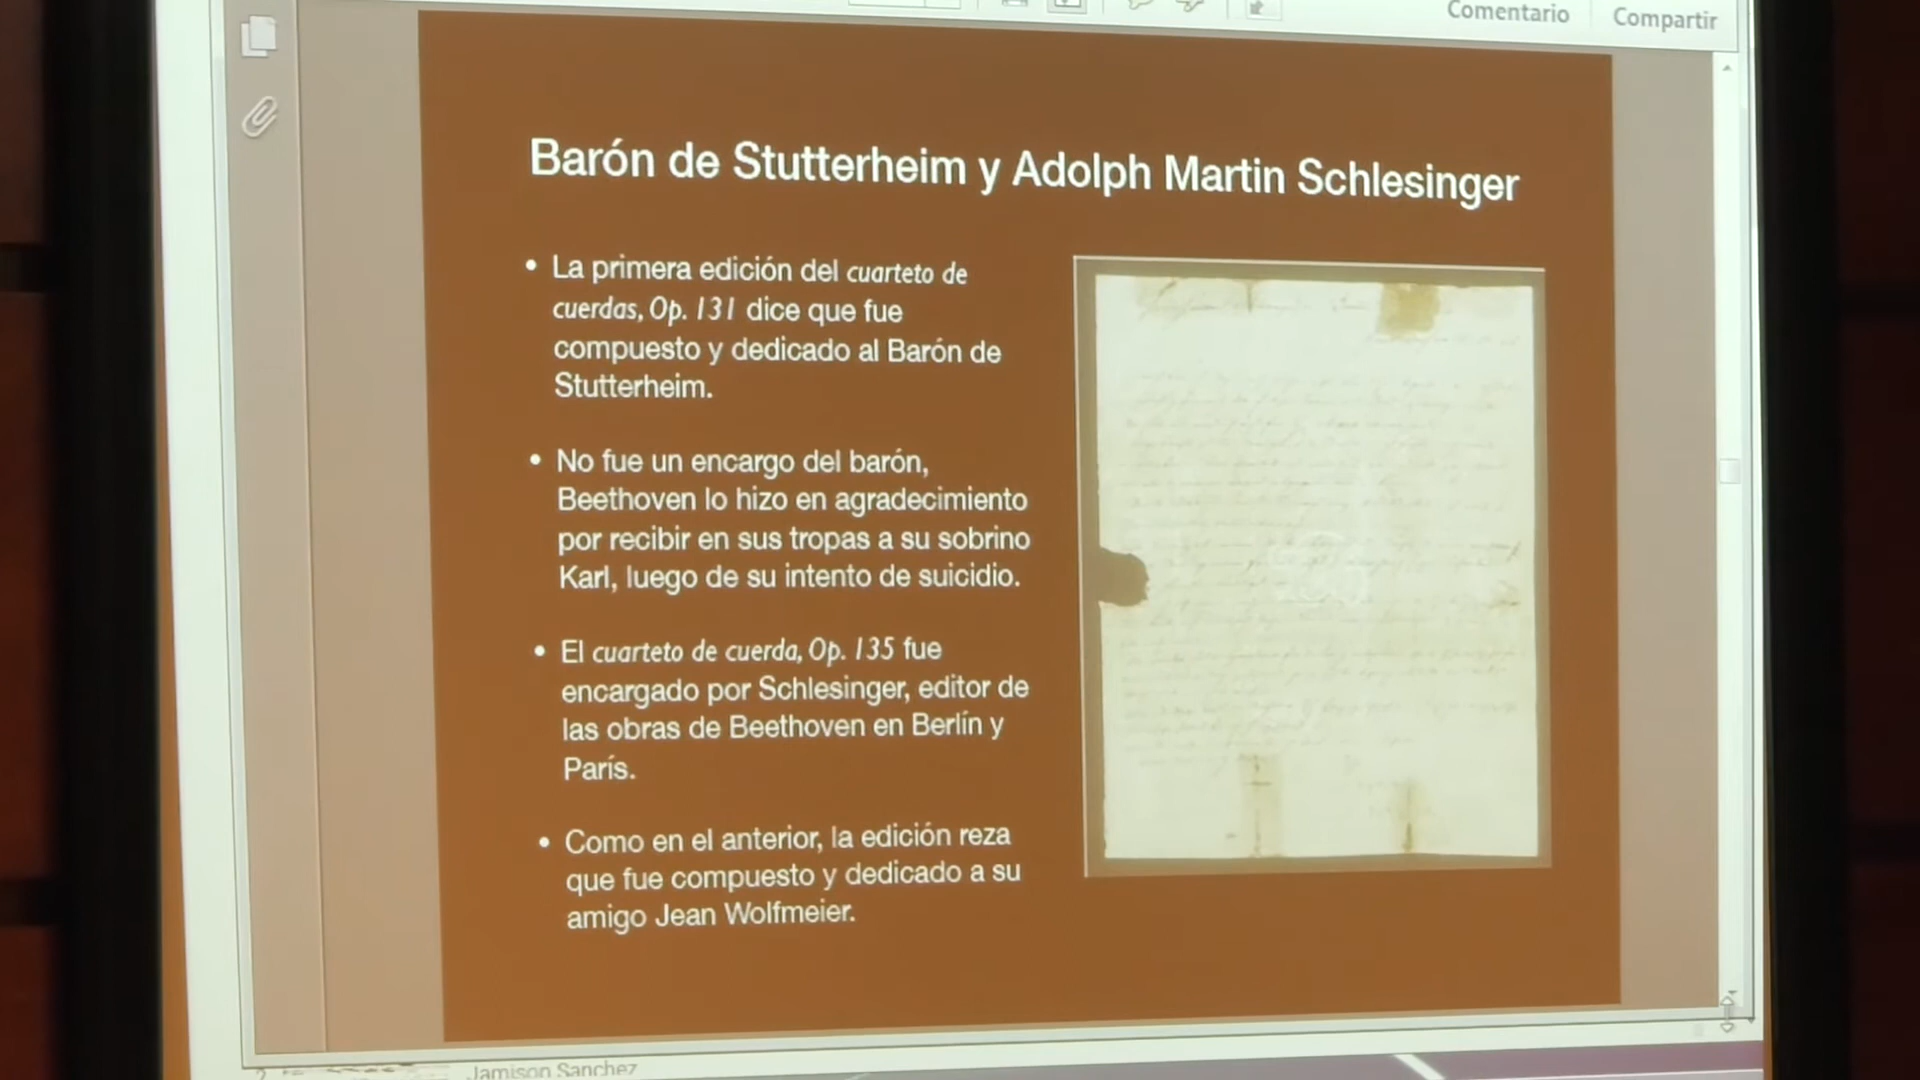 Comentario
Compartir
Barón de Stutterheim y Adolph Martin Schlesinger
• La primera edición del cuarteto de
cuerdas, Op. 131 dice que fue
compuesto y dedicado al Barón de
Stutterheim.
• No fue un encargo del barón,
Beethoven lo hizo en agradecimiento
por recibir en sus tropas a su sobrino
Karl, luego de su intento de suicidio.
• El cuarteto de cuerda, Op. 135 fue
encargado por Schlesinger, editor de
las obras de Beethoven en Berlín y
París.
• Como en el anterior, la edición reza
que fue compuesto y dedicado a su
amigo Jean Wolfmeier.
Jamison Sanchez